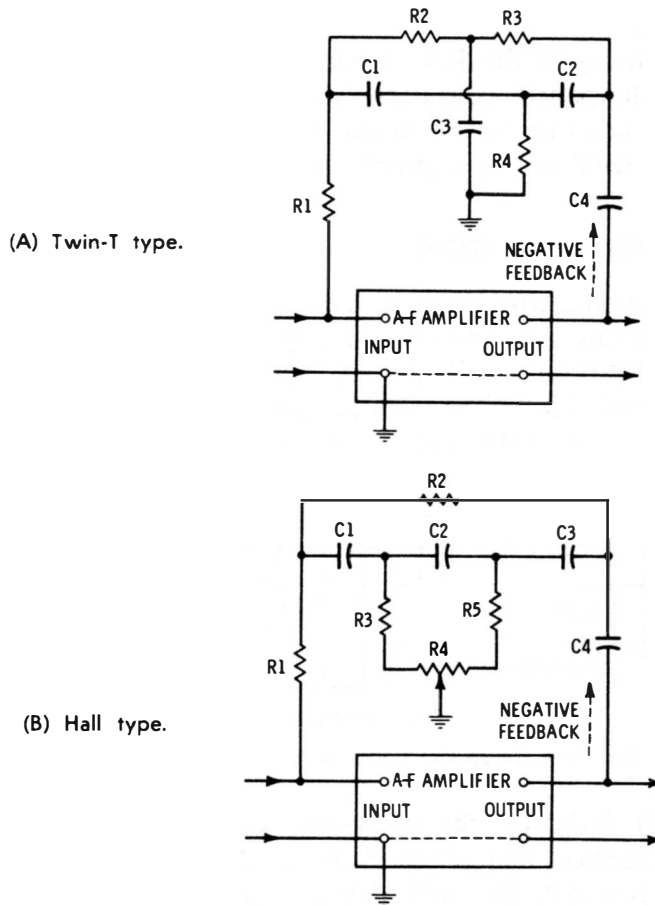 R2
R3
C1
C2
C3
R4
R1
C4
(A) Twin-T type.
NEGATIVE
FEEDBACK
A-F AMPLIFIER
INPUT
OUTPUT
R2
C1
C2
C3
R3
R5
R4
R1
C4
(B) Hall type.
NEGATIVE
FEEDBACK
A-F AMPLIFIER
INPUT
OUTPUT